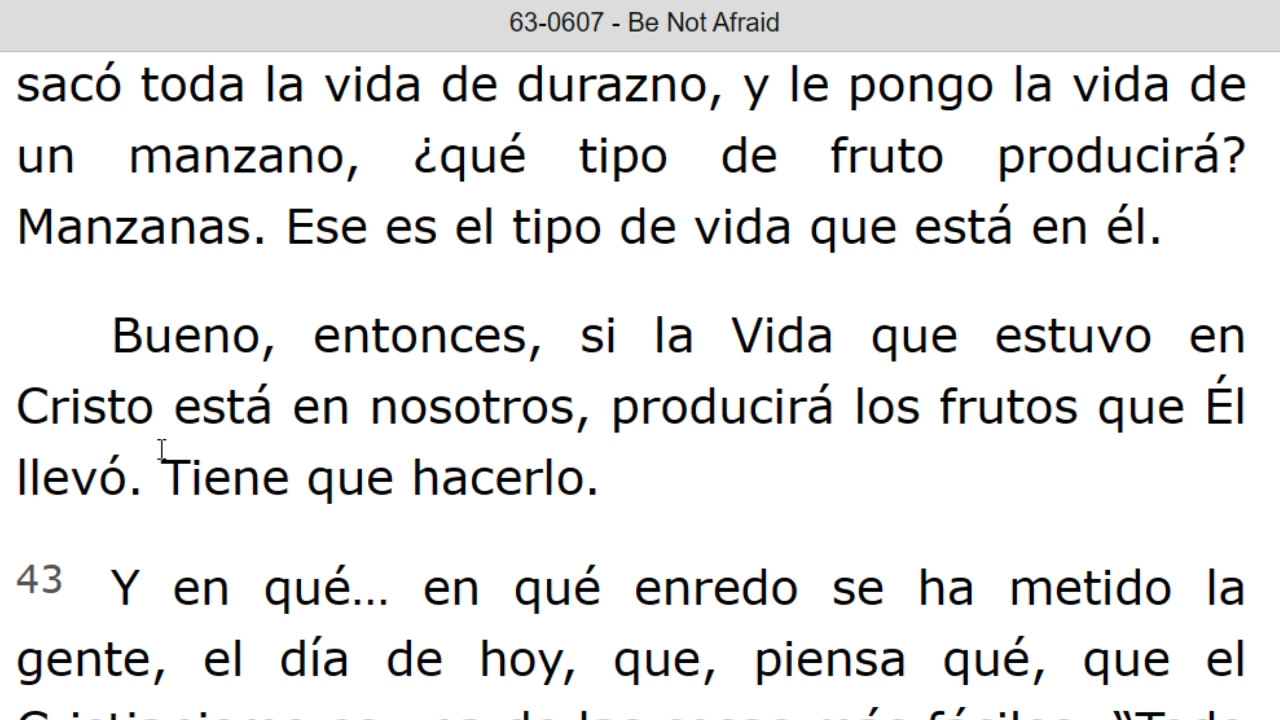 63-0607 - Be Not Afraid
sacó toda la vida de durazno, y le pongo la vida de
un manzano, ¿qué tipo de fruto producirá?
Manzanas. Ese es el tipo de vida que está en él.
Bueno, entonces, si la Vida que estuvo en
Cristo está en nosotros, producirá los frutos que Él
llevó. Tiene que hacerlo.
43 Y en qué… en qué enredo se ha metido la
gente, el día de hoy, que, piensa qué, que el